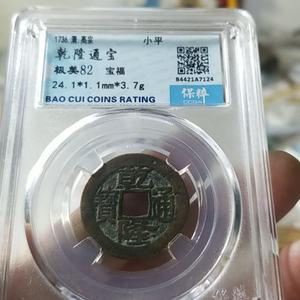 1736 清.高宗 小平
乾隆通宝
极美82 宝福
24.1*1.1mm*3.7g
B4421A7124
BAO CUI COINS RATING
保粹
CCBA
乾
寶 通
隆